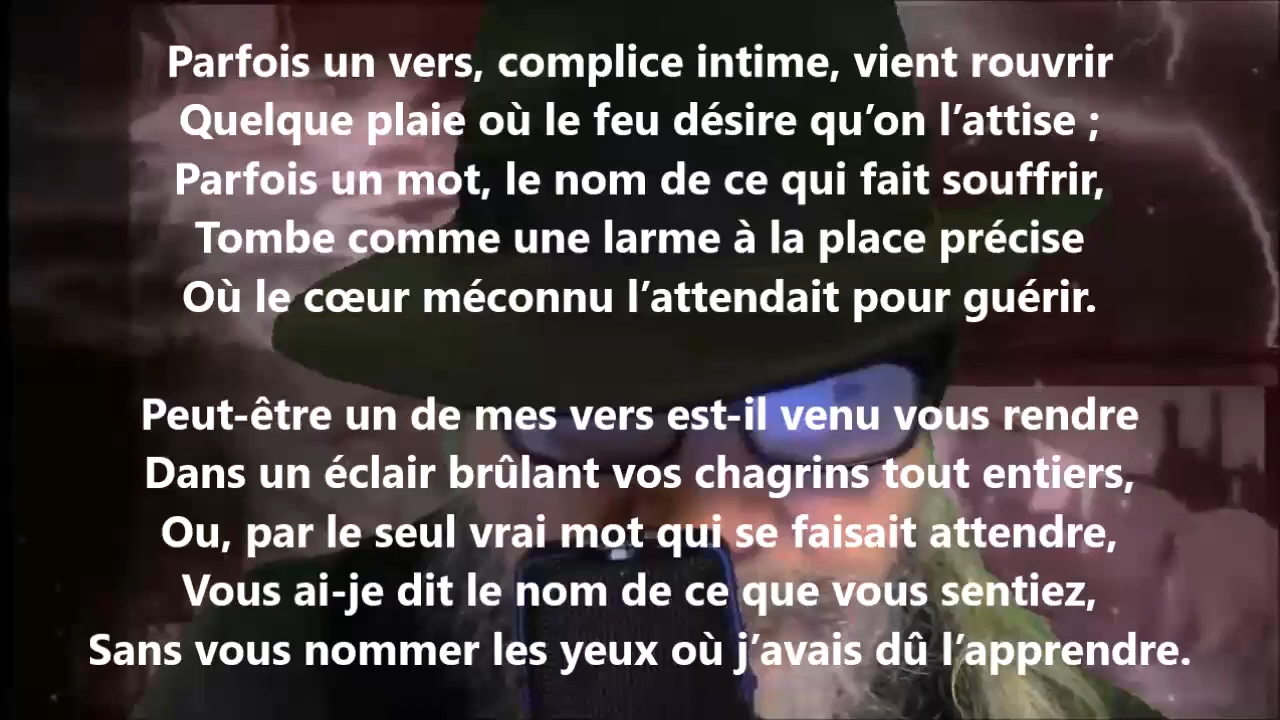 Parfois un vers, complice intime, vient rouvrir
Quelque plaie où le feu désire qu’on l’attise ;
Parfois un mot, le nom de ce qui fait souffrir,
Tombe comme une larme à la place précise
Où le cœur méconnu l’attendait pour guérir.
Peut-être un de mes vers est-il venu vous rendre
Dans un éclair brûlant vos chagrins tout entiers,
Ou, par le seul vrai mot qui se faisait attendre,
Vous ai-je dit le nom de ce que vous sentiez,
Sans vous nommer les yeux où j’avais dû l’apprendre.